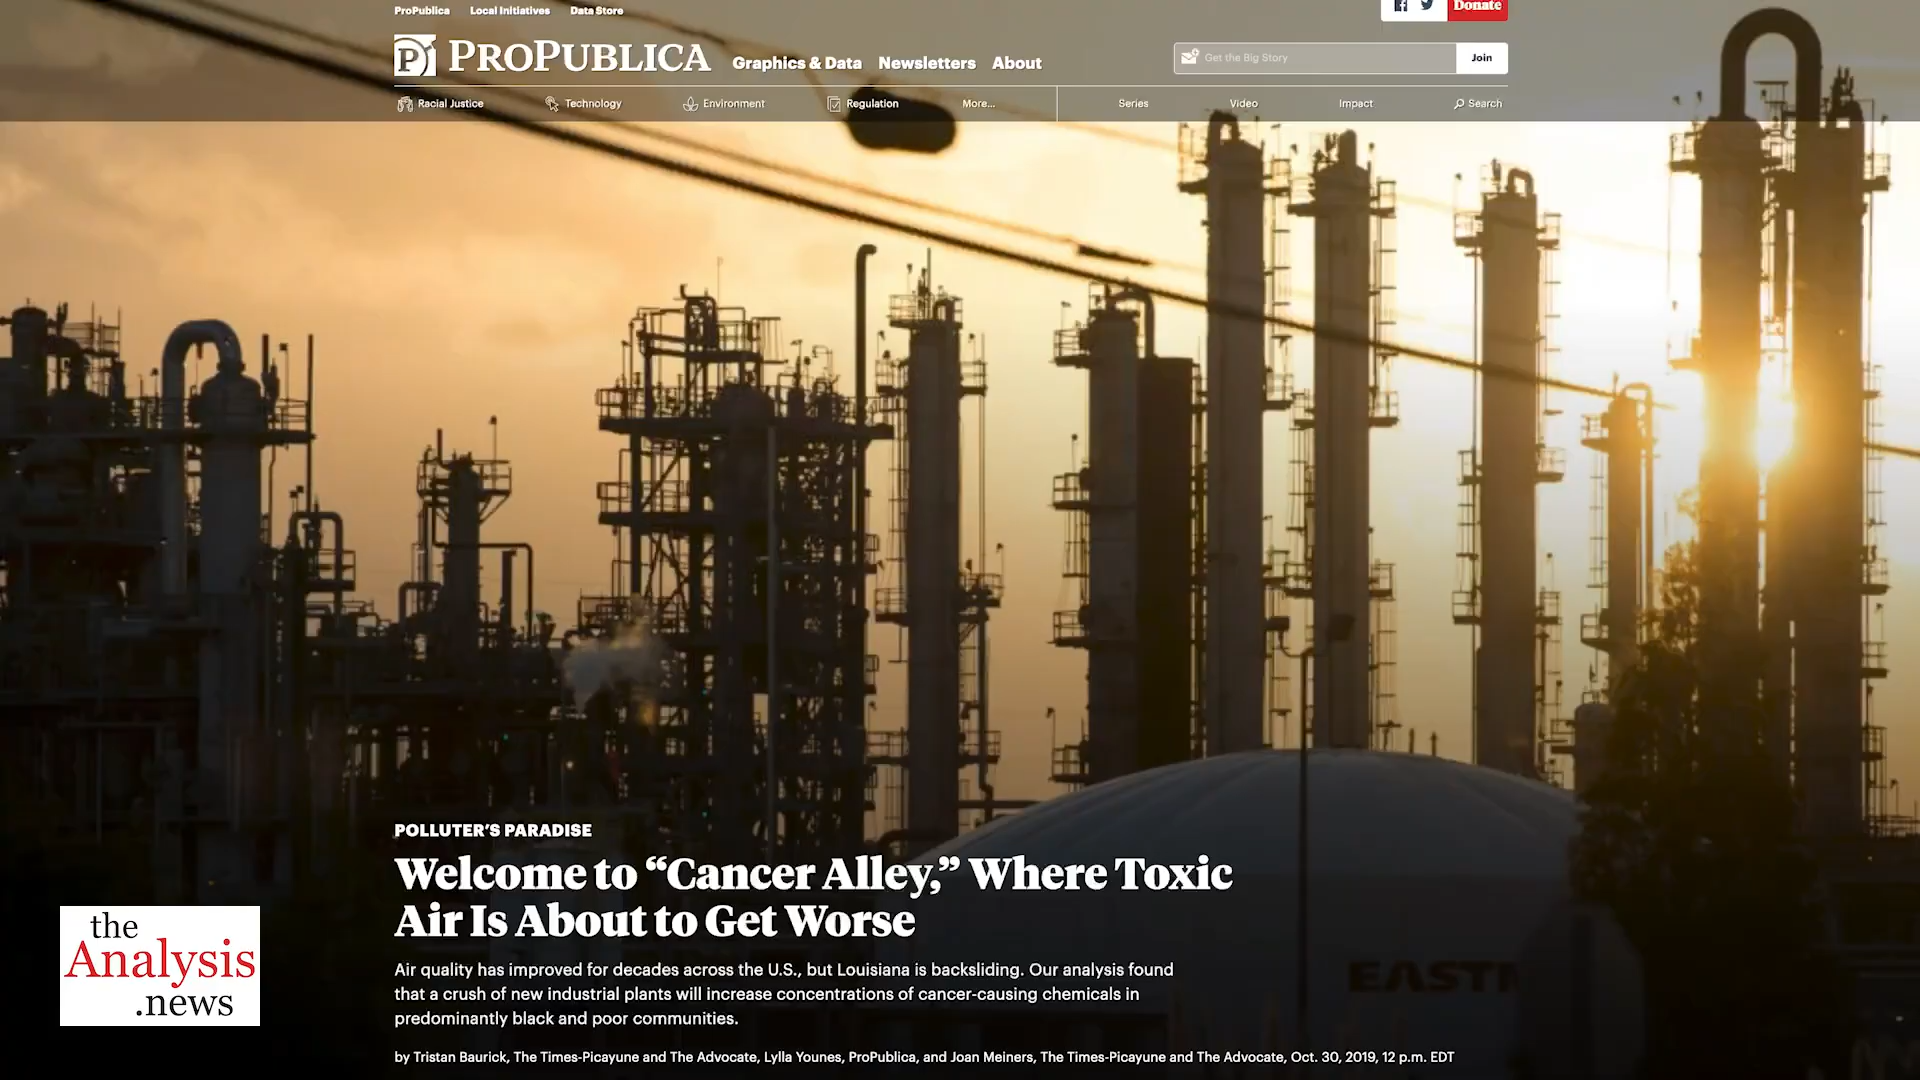 ProPublica Local Initiatives Data Store
Donate
PROPUBLICA Graphics & Data Newsletters About
Get the Big Story Join
Racial Justice Technology Environment Regulation More... Series Video Impact Search
POLLUTER'S PARADISE
Welcome to “Cancer Alley,” Where Toxic
Air Is About to Get Worse
Air quality has improved for decades across the U.S., but Louisiana is backsliding. Our analysis found
that a crush of new industrial plants will increase concentrations of cancer-causing chemicals in
predominantly black and poor communities.
by Tristan Baurick, The Times-Picayune and The Advocate, Lylla Younes, ProPublica, and Joan Meiners, The Times-Picayune and The Advocate, Oct. 30, 2019, 12 p.m. EDT
the
Analysis
.news